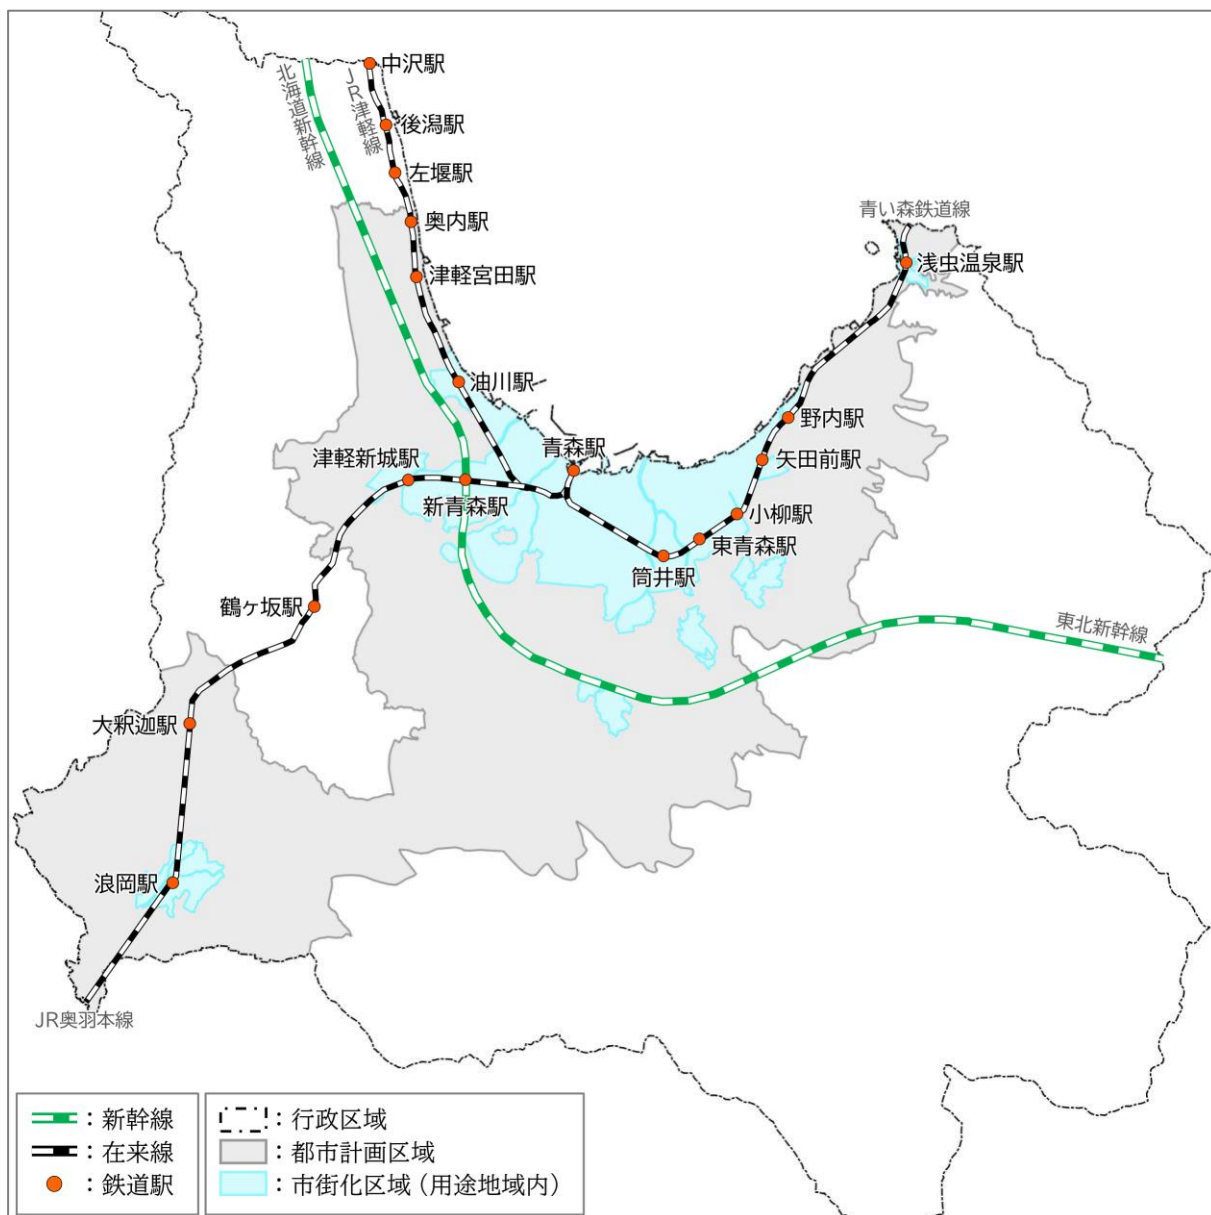 中沢駅
北海道新幹線
JR津軽線
後潟駅
左堰駅
奥内駅
青い森鉄道線
浅虫温泉駅
津軽宮田駅
油川駅
野内駅
青森駅
津軽新城駅
矢田前駅
新青森駅
小柳駅
東青森駅
筒井駅
鶴ヶ坂駅
東北新幹線
大釈迦駅
浪岡駅
JR奥羽本線
：新幹線
：在来線
：鉄道駅
：行政区域
：都市計画区域
：市街化区域（用途地域内）